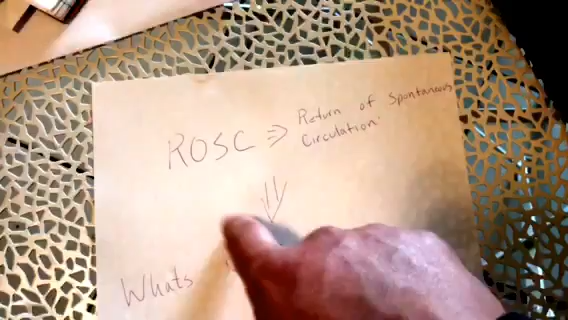 ROSC ⇒ Return of Spontaneous
Circulation
Whats